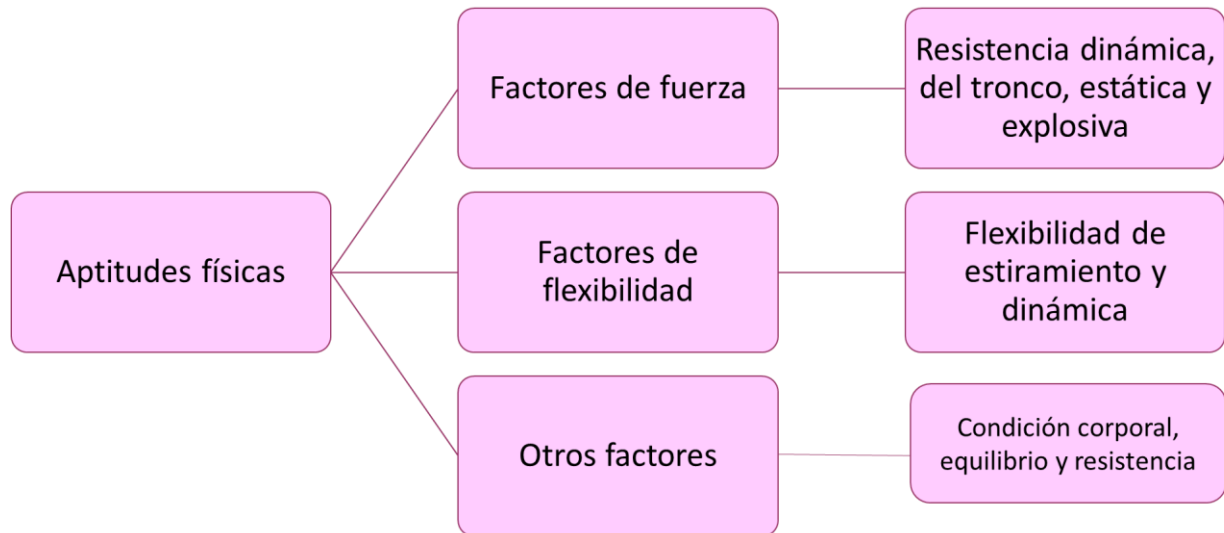 Aptitudes físicas
Factores de fuerza
Resistencia dinámica,
del tronco, estática y
explosiva
Factores de
flexibilidad
Flexibilidad de
estiramiento y
dinámica
Otros factores
Condición corporal,
equilibrio y resistencia